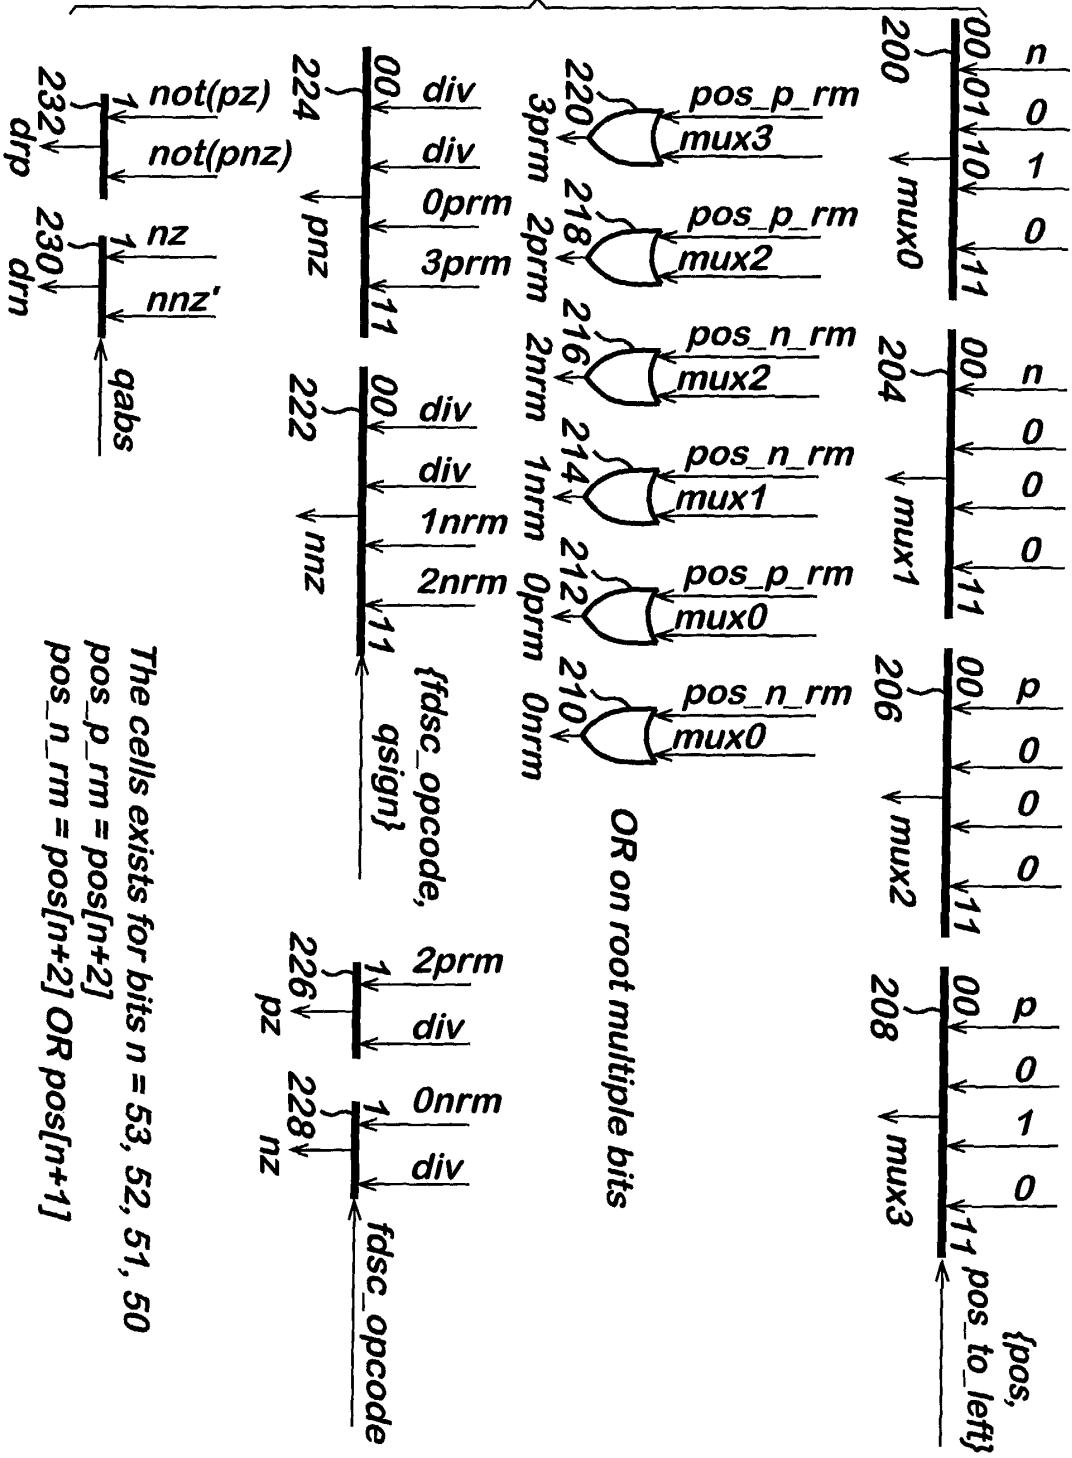 n 0 1 0
00 01 10 11
200
mux0
n 0 0 0
00 11
204
mux1
p 0 0 0
00 11
206
mux2
p 0 1 0
00 11
208
mux3
{pos,
pos_to_left}
pos_p_rm
mux3
220
3prm
pos_p_rm
mux2
218
2prm
pos_n_rm
mux2
216
2nrm
pos_n_rm
mux1
214
1nrm
pos_p_rm
mux0
212
0prm
pos_n_rm
mux0
210
0nrm
OR on root multiple bits
div
div
0prm
3prm
00 11
224
pnz
div
div
1nrm
2nrm
00 11
222
nnz
{fdsc_opcode,
qsign}
2prm
div
1
226
pz
0nrm
div
1
228
nz
fdsc_opcode
not(pz)
not(pnz)
1
232
drp
nz
nnz'
1
230
drn
qabs
The cells exists for bits n = 53, 52, 51, 50
pos_p_rm = pos[n+2]
pos_n_rm = pos[n+2] OR pos[n+1]